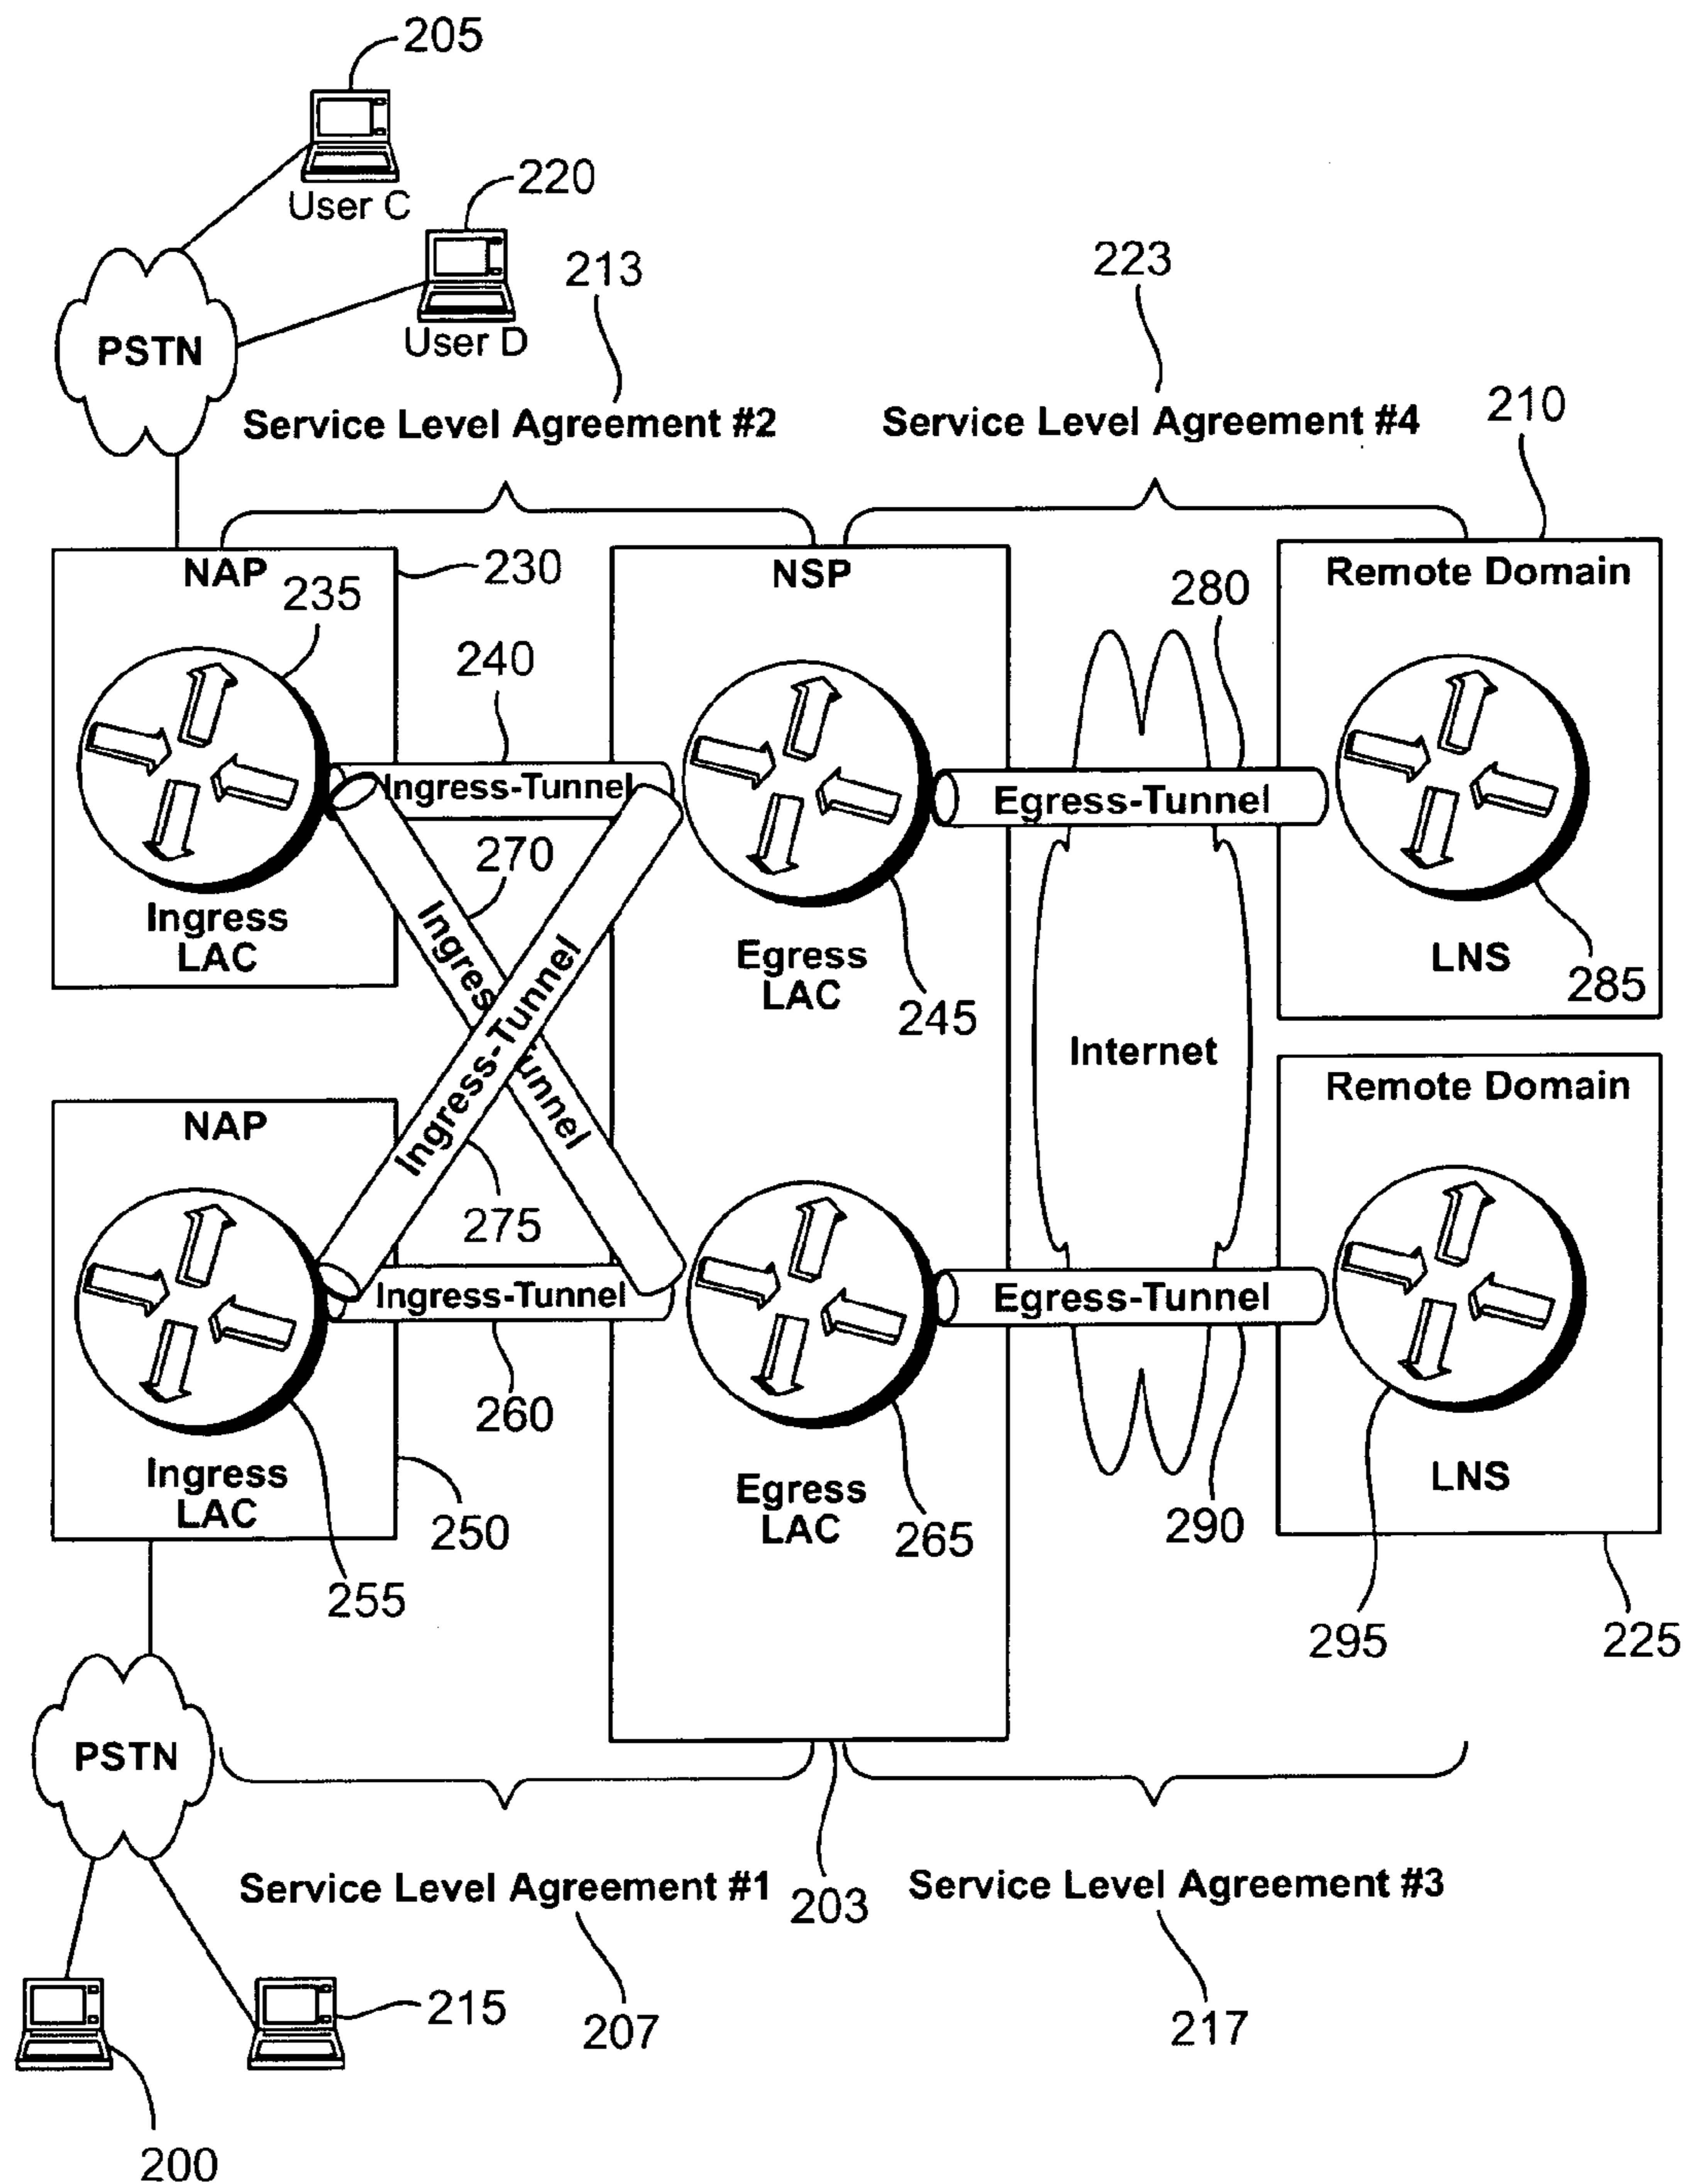 205
User C
220
User D
PSTN
213
223
Service Level Agreement #2
Service Level Agreement #4
210
NAP
230
235
NSP
Remote Domain
280
240
Ingress-Tunnel
Egress-Tunnel
270
Ingres
Tunnel
Ingress-Tunnel
Ingress
LAC
Egress
LAC
245
LNS
285
Internet
NAP
Remote Domain
275
Ingress-Tunnel
Egress-Tunnel
260
Ingress
LAC
250
255
Egress
LAC
265
290
LNS
295
225
PSTN
Service Level Agreement #1
203
Service Level Agreement #3
215
207
217
200